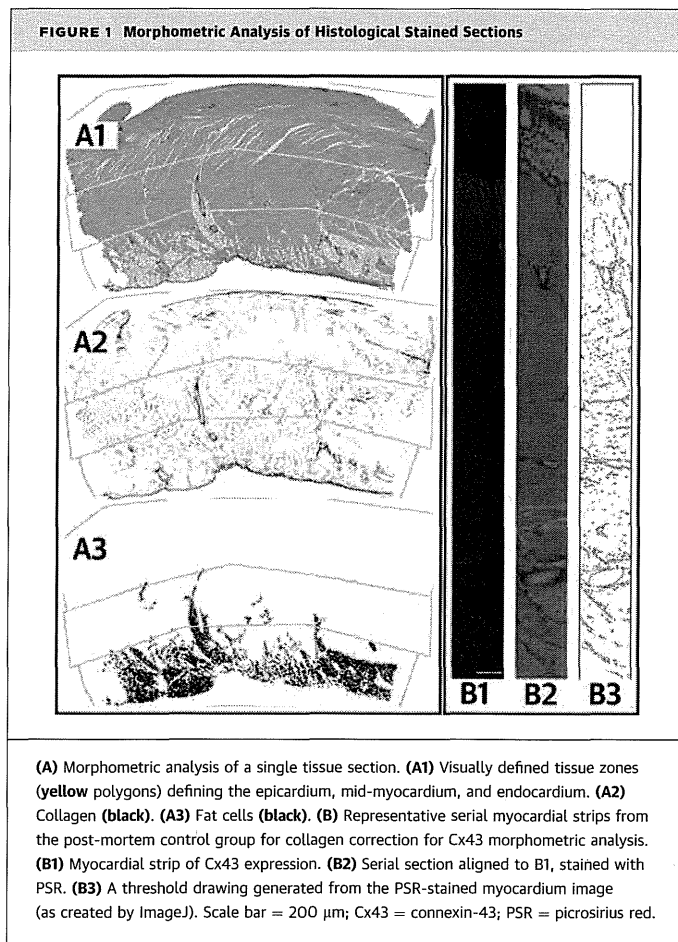 FIGURE 1 Morphometric Analysis of Histological Stained Sections
A1
A2
A3
B1 B2 B3
(A) Morphometric analysis of a single tissue section. (A1) Visually defined tissue zones
(yellow polygons) defining the epicardium, mid-myocardium, and endocardium. (A2)
Collagen (black). (A3) Fat cells (black). (B) Representative serial myocardial strips from
the post-mortem control group for collagen correction for Cx43 morphometric analysis.
(B1) Myocardial strip of Cx43 expression. (B2) Serial section aligned to B1, stained with
PSR. (B3) A threshold drawing generated from the PSR-stained myocardium image
(as created by ImageJ). Scale bar = 200 μm; Cx43 = connexin-43; PSR = picrosirius red.